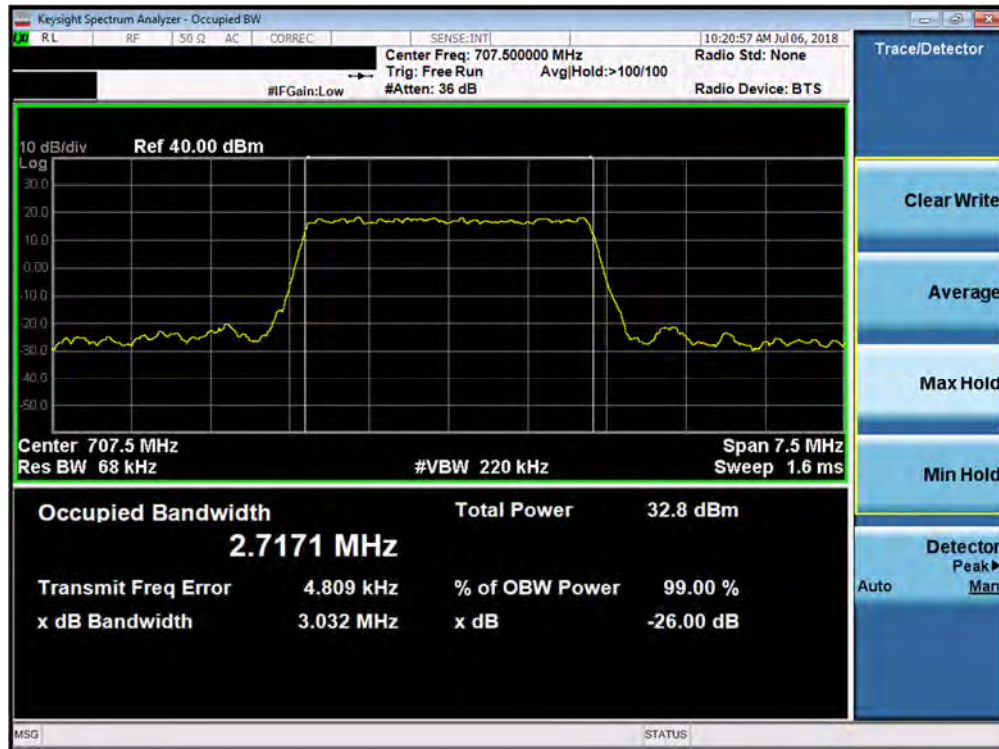 Keysight Spectrum Analyzer - Occupied BW
LXI RL RF 50 Ω AC CORREC SENSE:INT 10:20:57 AM Jul 06, 2018
Center Freq: 707.500000 MHz Radio Std: None
Trig: Free Run Avg|Hold:>100/100
#IFGain:Low #Atten: 36 dB Radio Device: BTS
Trace/Detector
10 dB/div Ref 40.00 dBm
Log
30.0
20.0
10.0
0.00
-10.0
-20.0
-30.0
-40.0
-50.0
Center 707.5 MHz Span 7.5 MHz
Res BW 68 kHz #VBW 220 kHz Sweep 1.6 ms
Occupied Bandwidth Total Power 32.8 dBm
2.7171 MHz
Transmit Freq Error 4.809 kHz % of OBW Power 99.00 %
x dB Bandwidth 3.032 MHz x dB -26.00 dB
Clear Write
Average
Max Hold
Min Hold
Detector
Peak▶
Auto Man
MSG STATUS